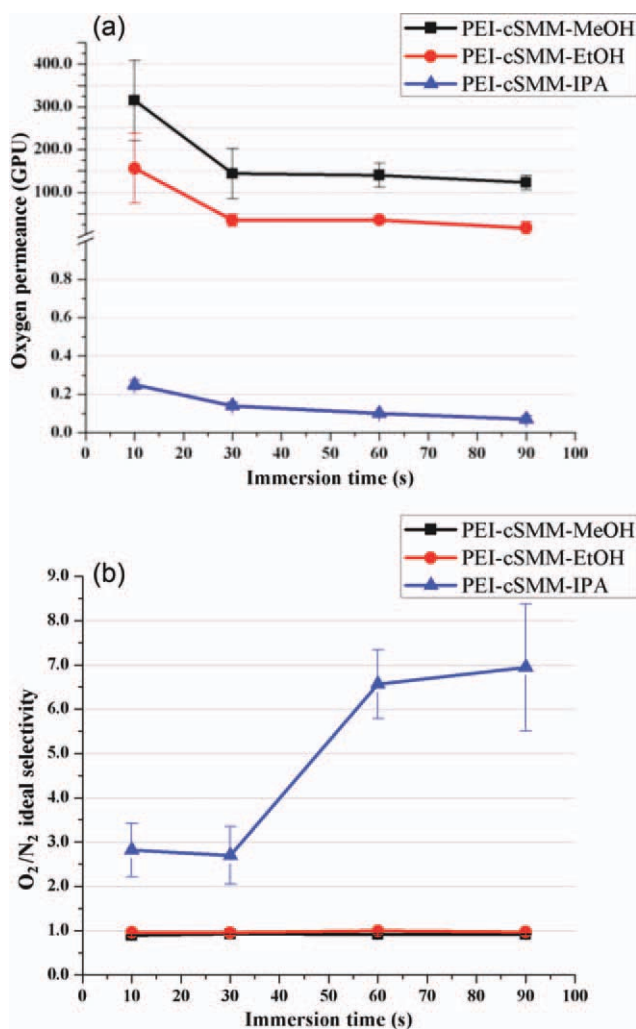 (a)
PEI-cSMM-MeOH
PEI-cSMM-EtOH
PEI-cSMM-IPA
Oxygen permeance (GPU)
400.0
300.0
200.0
100.0
0.8
0.6
0.4
0.2
0.0
0 10 20 30 40 50 60 70 80 90 100
Immersion time (s)
(b)
PEI-cSMM-MeOH
PEI-cSMM-EtOH
PEI-cSMM-IPA
O₂/N₂ ideal selectivity
9.0
8.0
7.0
6.0
5.0
4.0
3.0
2.0
1.0
0.0
0 10 20 30 40 50 60 70 80 90 100
Immersion time (s)